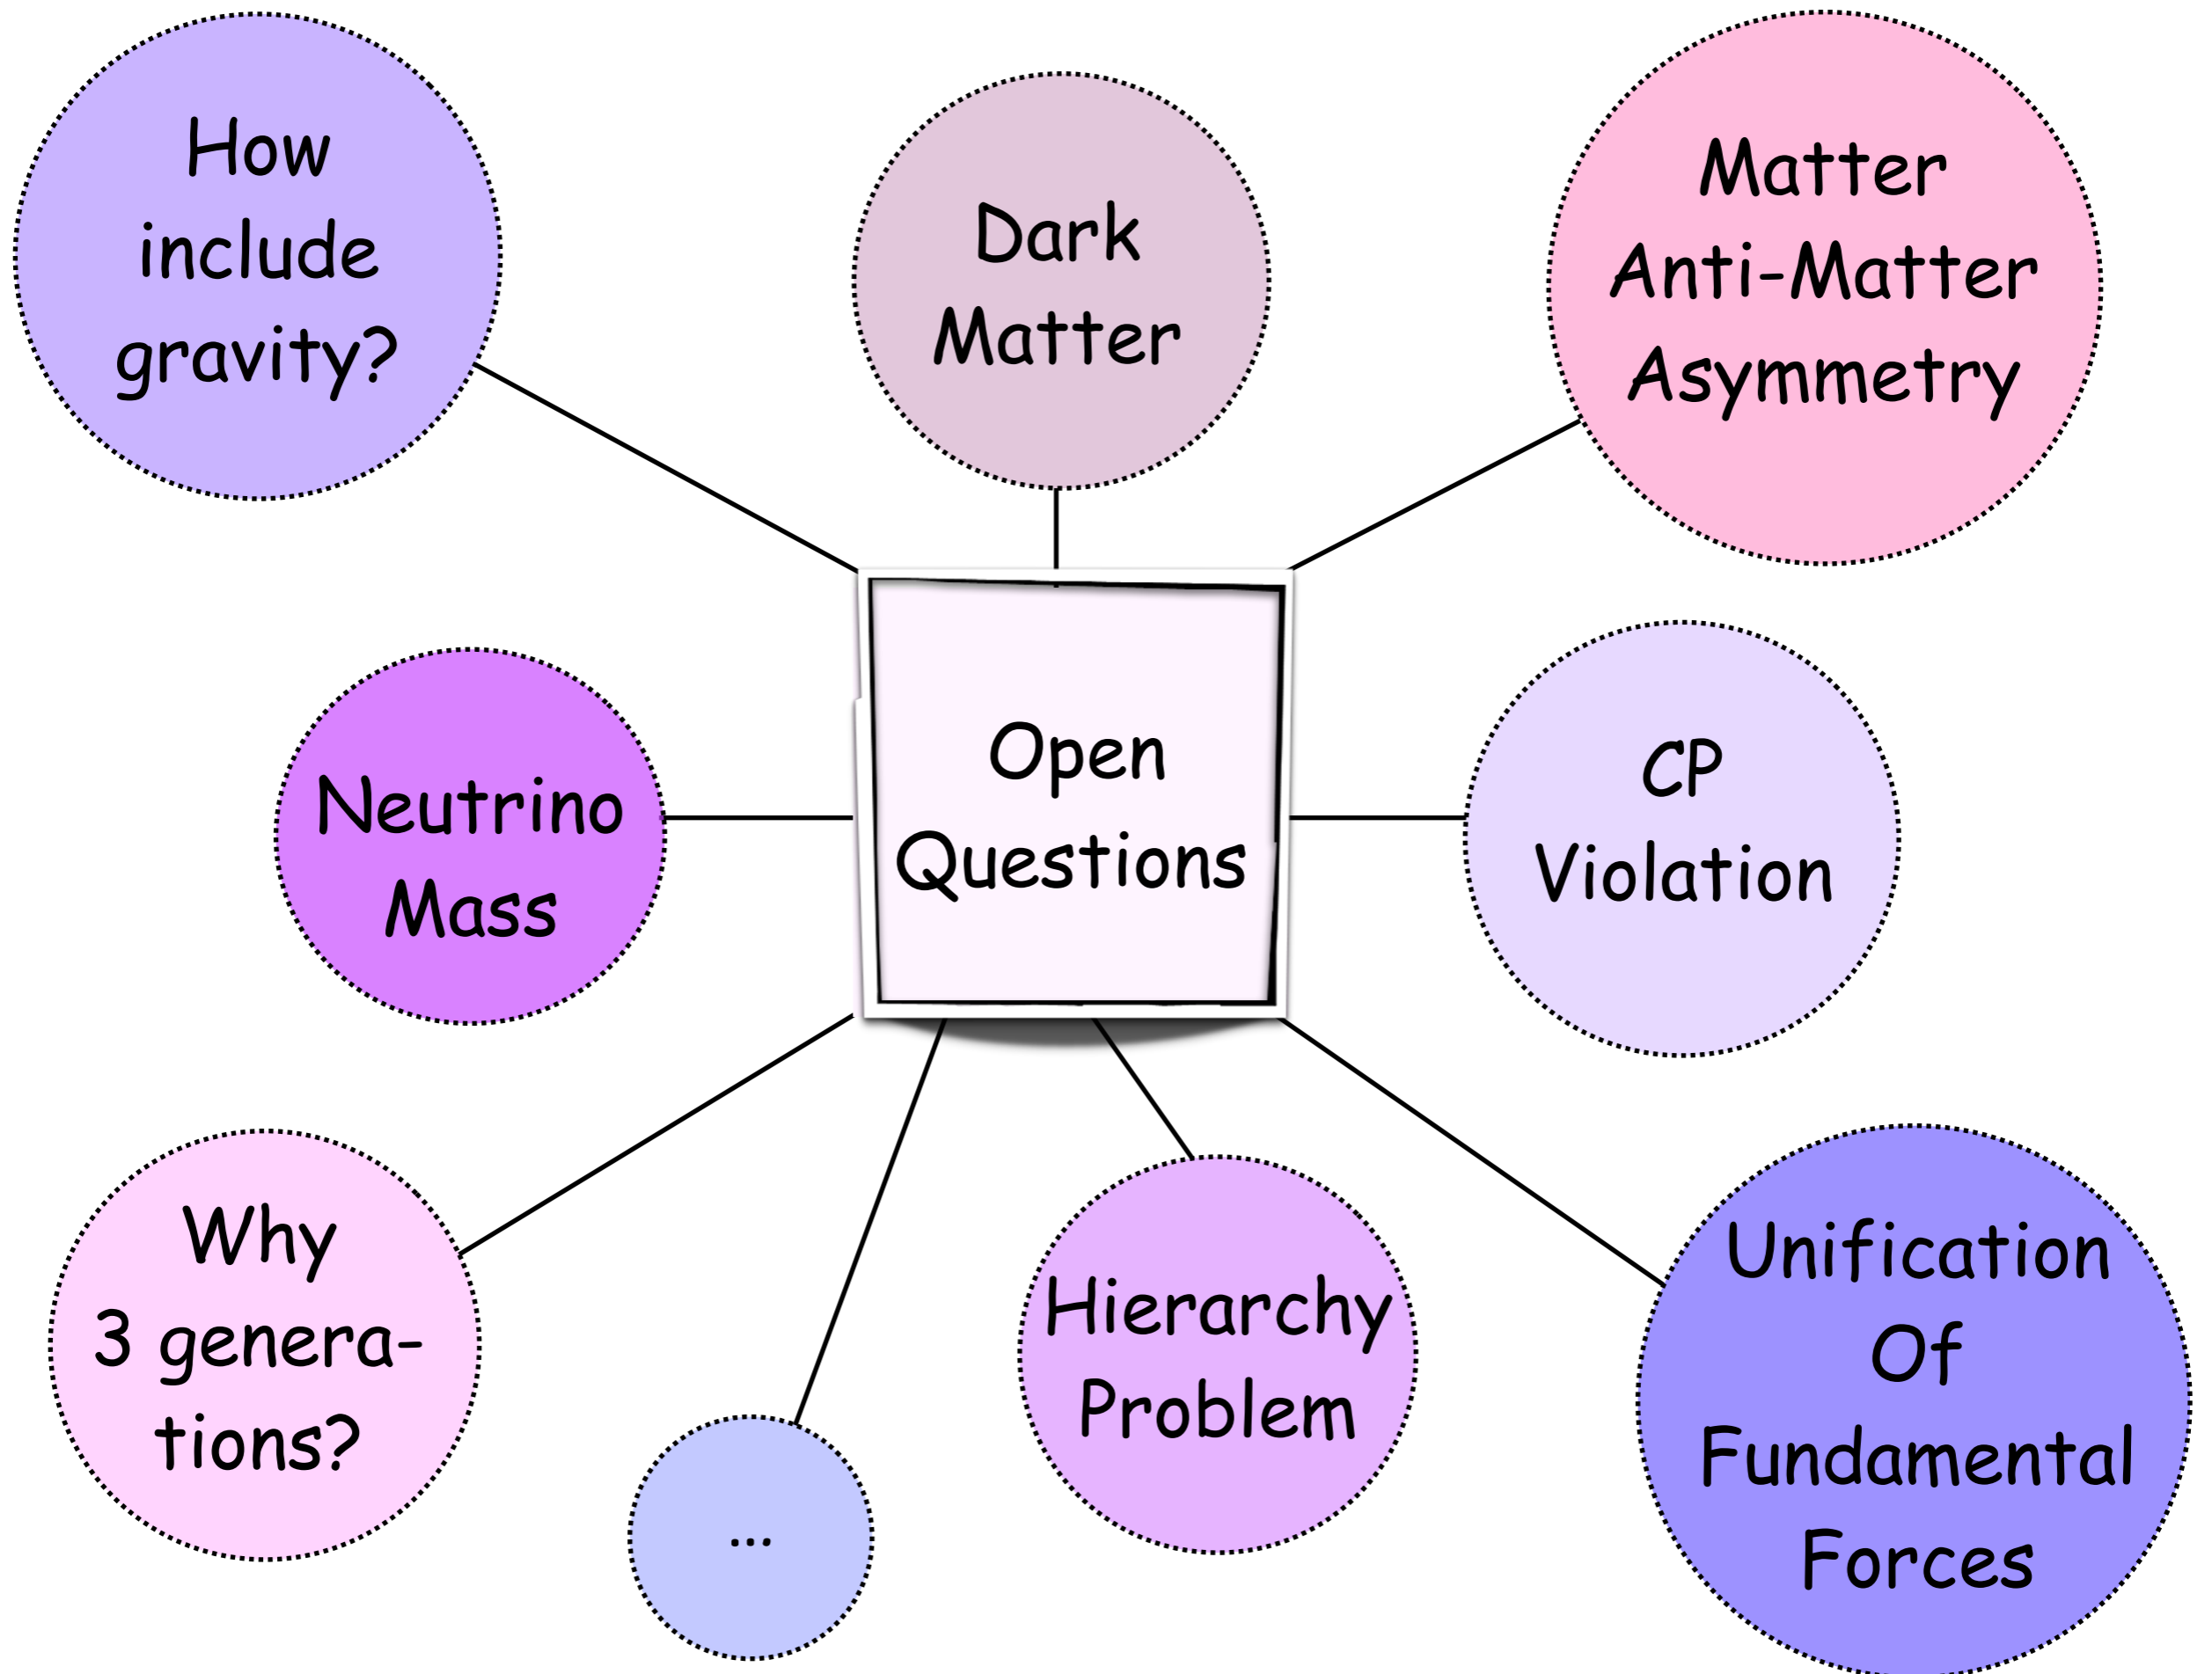 How
include
gravity?
Dark
Matter
Matter
Anti-Matter
Asymmetry
Neutrino
Mass
Open
Questions
CP
Violation
Why
3 genera-
tions?
...
Hierarchy
Problem
Unification
Of
Fundamental
Forces